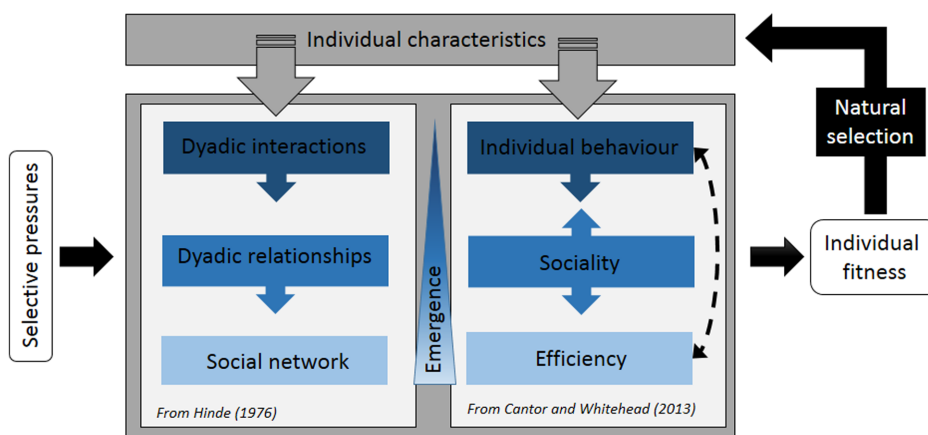 Individual characteristics
Selective pressures
Dyadic interactions
Dyadic relationships
Social network
From Hinde (1976)
Emergence
Individual behaviour
Sociality
Efficiency
From Cantor and Whitehead (2013)
Natural
selection
Individual
fitness